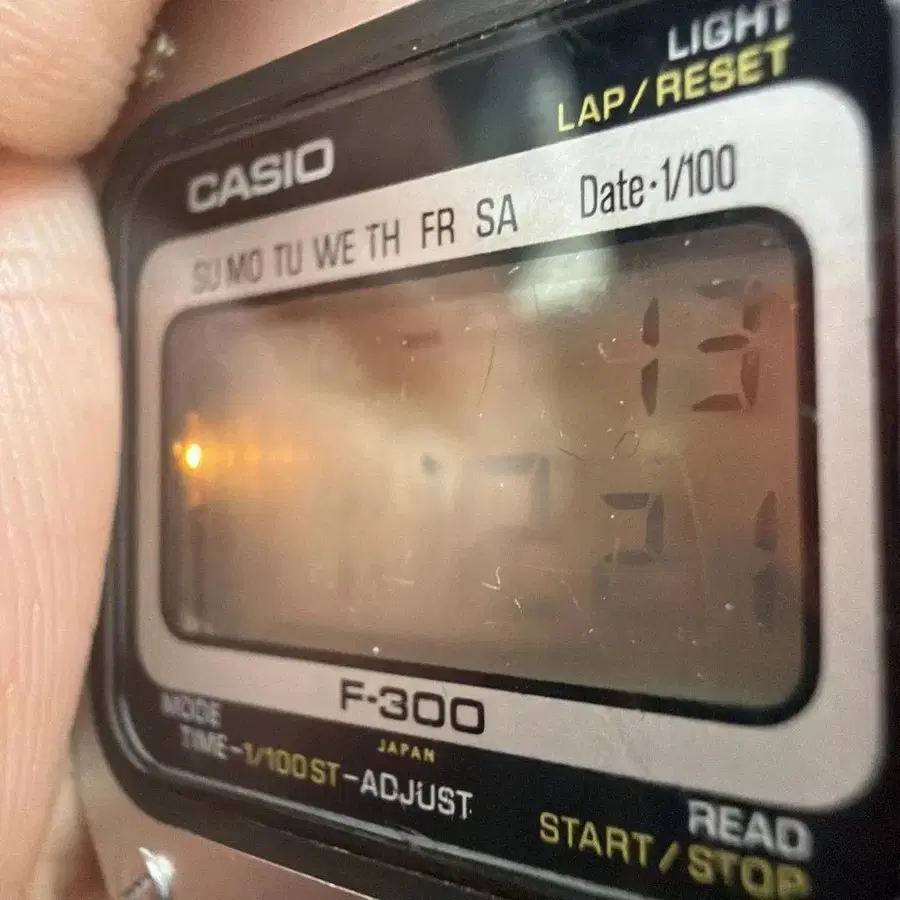 LIGHT
LAP/RESET
CASIO
SU MO TU WE TH FR SA Date·1/100
13
21
F-300
JAPAN
MODE
TIME-1/100ST-ADJUST
READ
START/STOP